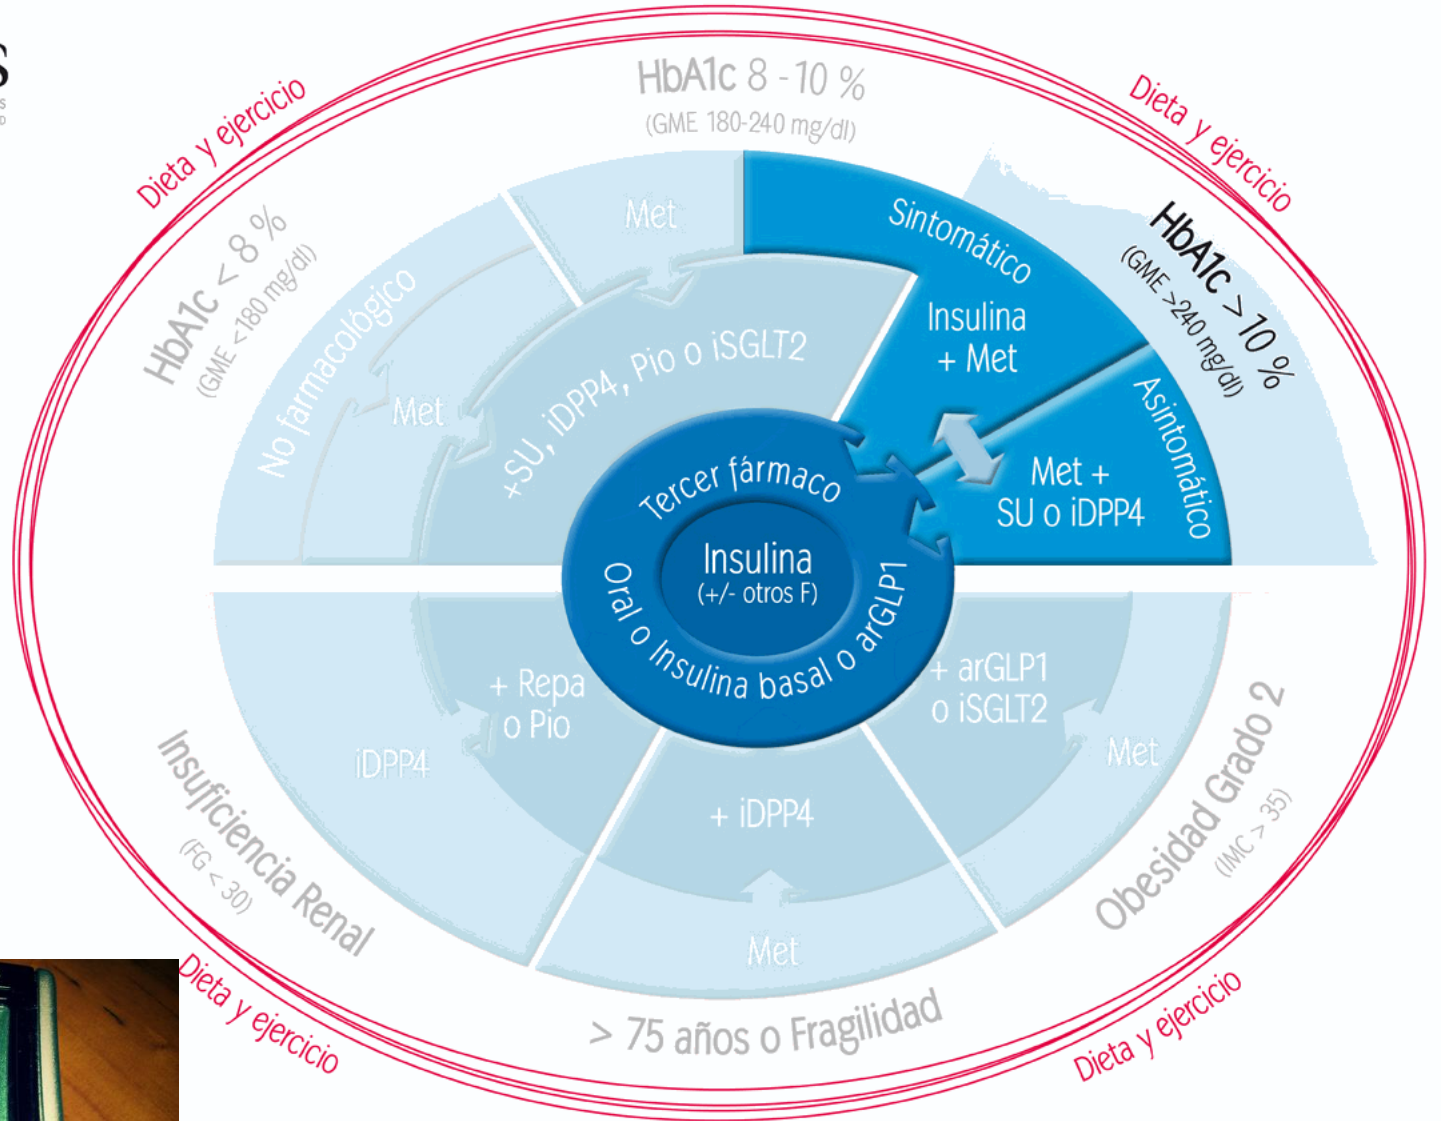 S
S
D
HbA1c 8 - 10 %
(GME 180-240 mg/dl)
Dieta y ejercicio
Dieta y ejercicio
HbA1c < 8 %
(GME <180 mg/dl)
HbA1c > 10 %
(GME >240 mg/dl)
No farmacológico
Met
Met
+SU, iDPP4, Pio o iSGLT2
Sintomático
Insulina
+ Met
Asintomático
Met +
SU o iDPP4
Tercer fármaco
Insulina
(+/- otros F)
Oral o Insulina basal o arGLP1
Insuficiencia Renal
(FG < 30)
iDPP4
+ Repa
o Pio
+ iDPP4
Met
> 75 años o Fragilidad
+ arGLP1
o iSGLT2
Met
Obesidad Grado 2
(IMC > 35)
Dieta y ejercicio
Dieta y ejercicio